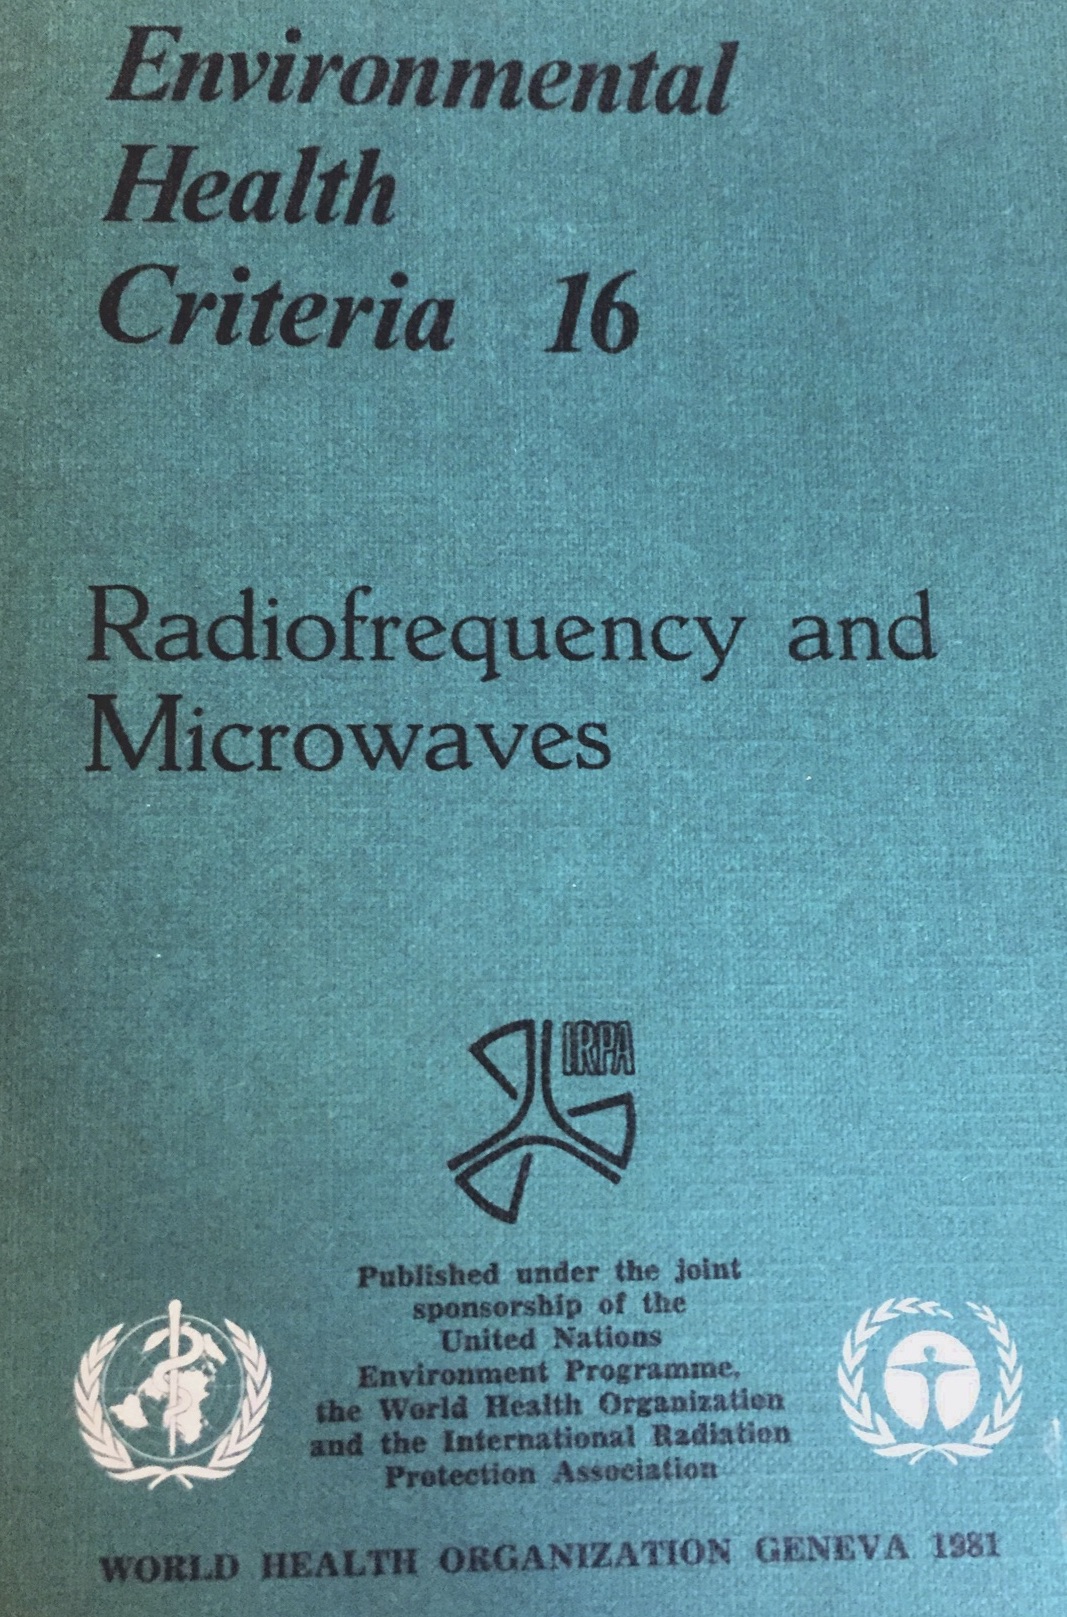 Environmental
Health
Criteria 16
Radiofrequency and
Microwaves
IRPA
Published under the joint
sponsorship of the
United Nations
Environment Programme,
the World Health Organization
and the International Radiation
Protection Association
WORLD HEALTH ORGANIZATION GENEVA 1981